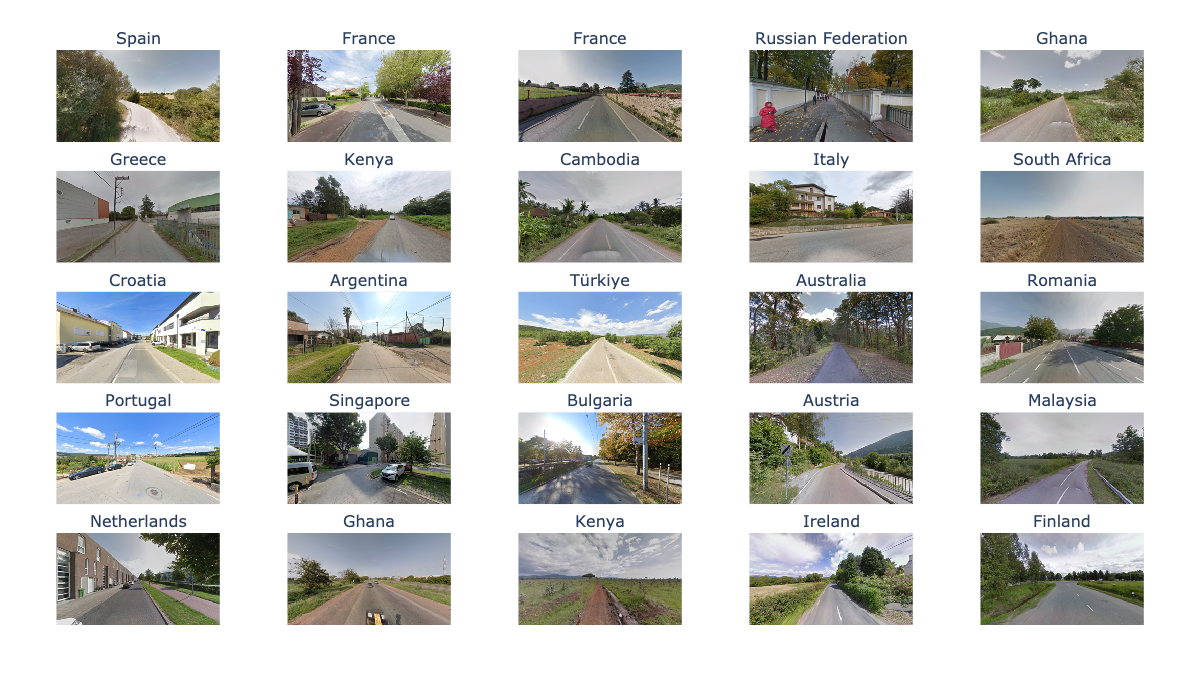 Spain
France
France
Russian Federation
Ghana
Greece
Kenya
Cambodia
Italy
South Africa
Croatia
Argentina
Türkiye
Australia
Romania
Portugal
Singapore
Bulgaria
Austria
Malaysia
Netherlands
Ghana
Kenya
Ireland
Finland